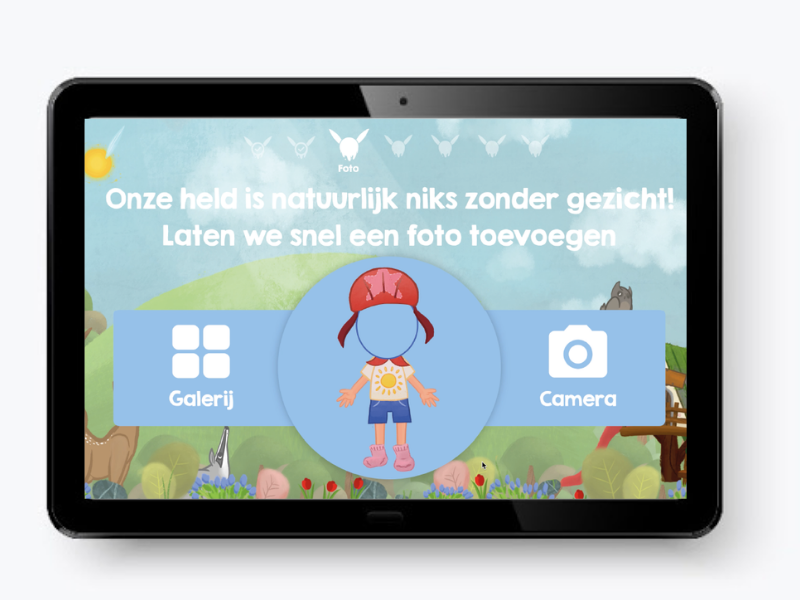 Foto
Onze held is natuurlijk niks zonder gezicht!
Laten we snel een foto toevoegen
Galerij
Camera